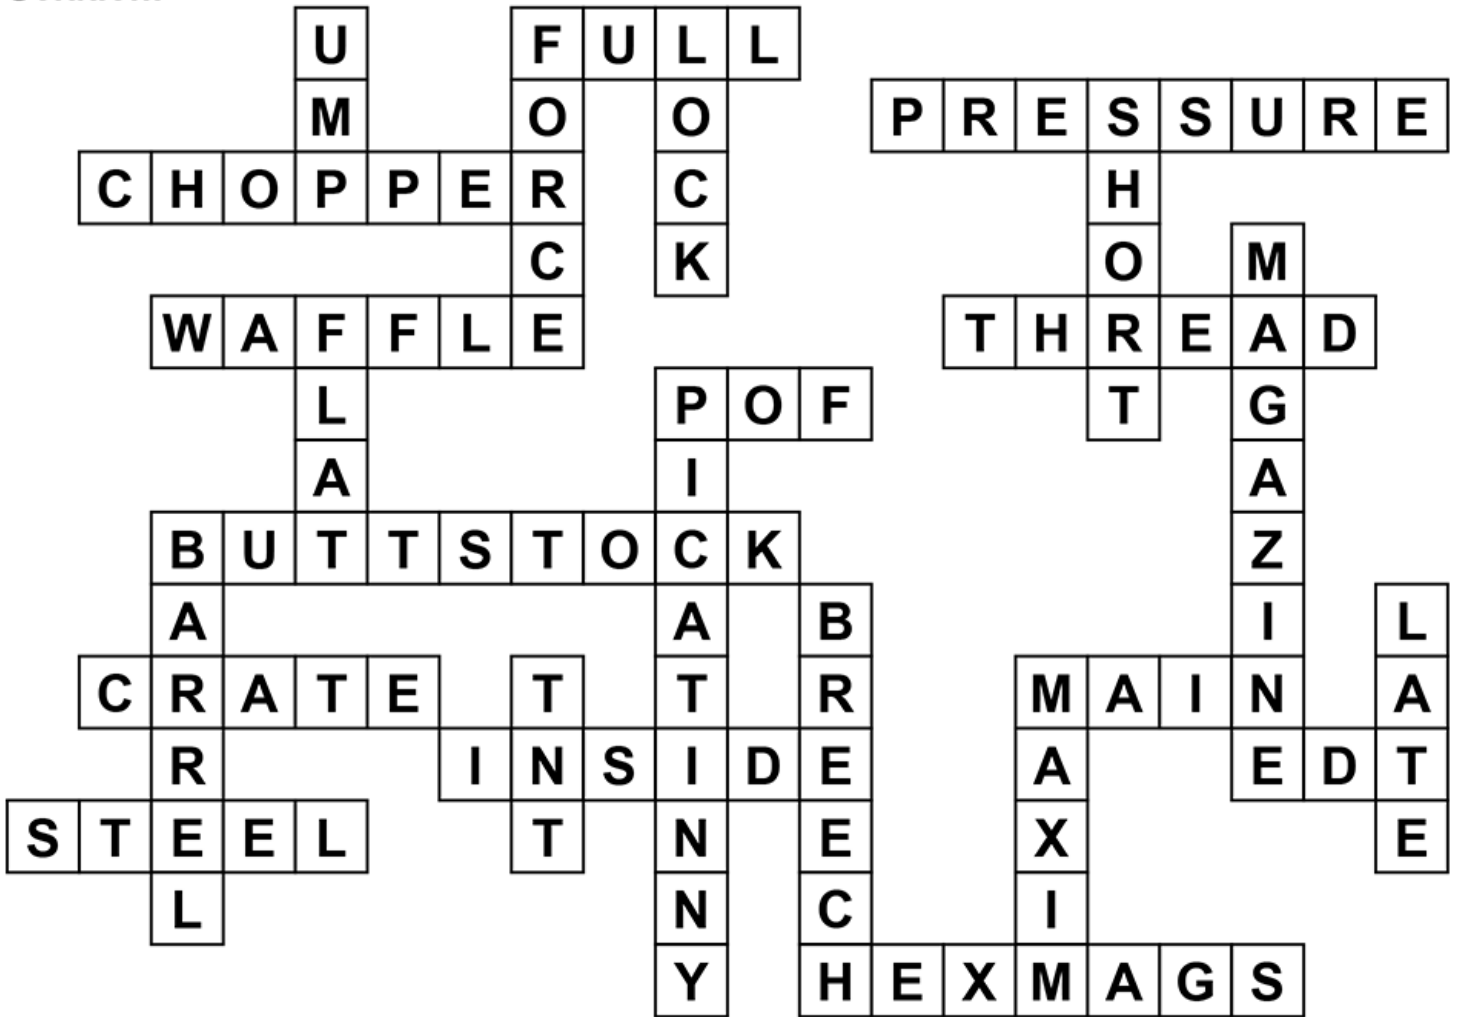 U FULL
M O O PRESSURE
CHOPPER C H
C K O M
WAFFLE THREAD
L POF T G
A I A
BUTTSTOCK Z
A A B I L
CRATE T T R MAIN A
R INSIDE A EDT
STEEL T N E X E
L N C I
Y HEXMAGS